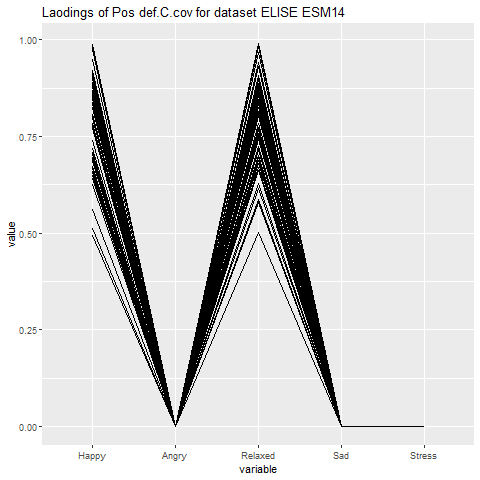 Laodings of Pos def.C.cov for dataset ELISE ESM14
1.00
0.75
0.50
0.25
0.00
value
Happy Angry Relaxed Sad Stress
variable